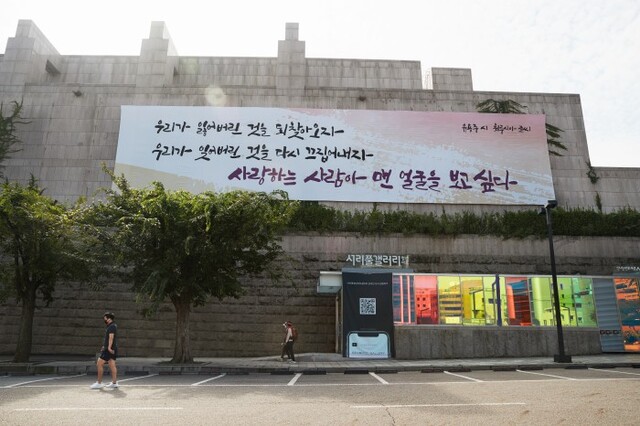 우리가 잃어버린 것을 되찾아오자
우리가 잊어버린 것을 다시 끄집어내자
사랑하는 사람아 맨 얼굴을 보고 싶다
서리풀갤러리